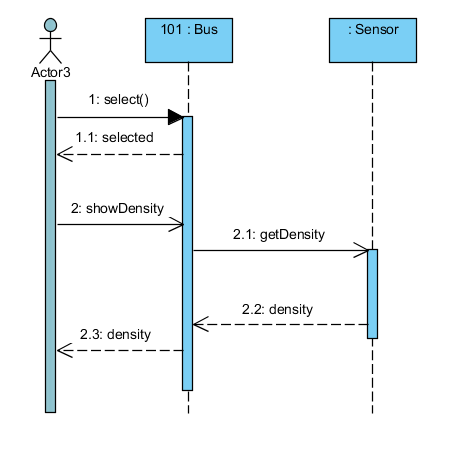 101 : Bus
: Sensor
Actor3
1: select()
1.1: selected
2: showDensity
2.1: getDensity
2.2: density
2.3: density